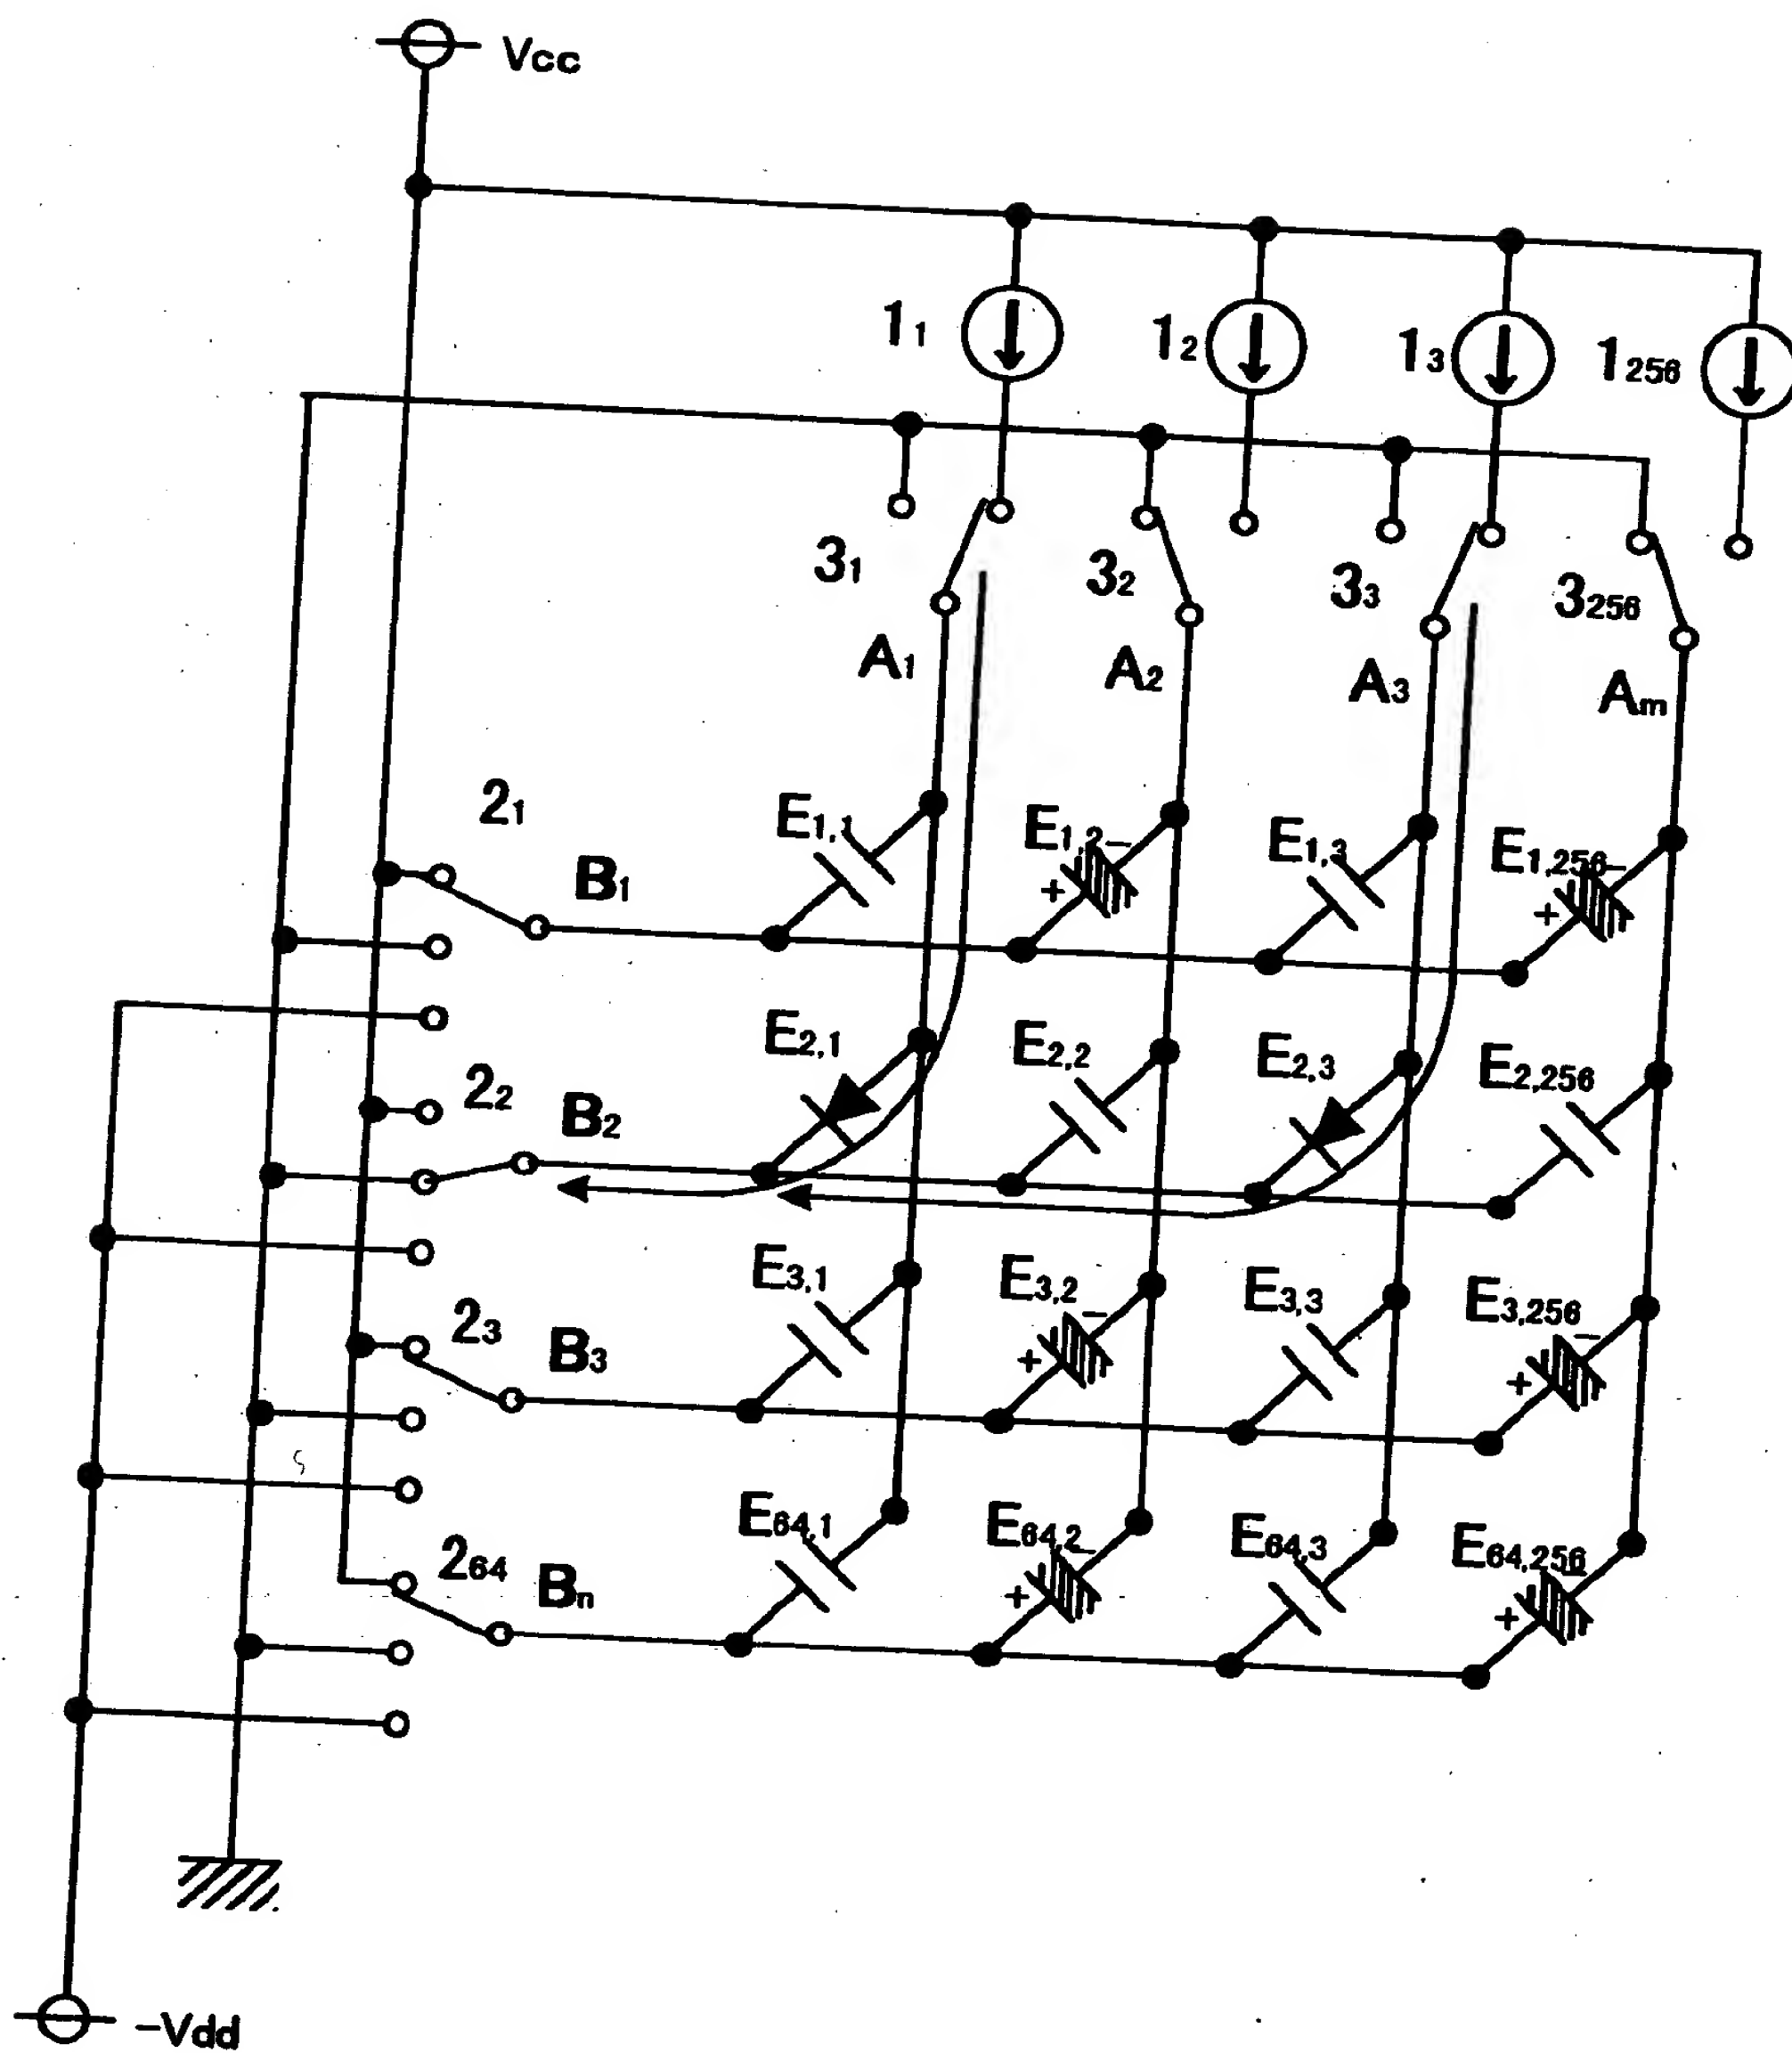 Vcc
1₁ 1₂ 1₃ 1₂₅₆
3₁ 3₂ 3₃ 3₂₅₆
A₁ A₂ A₃ Aₘ
2₁ B₁ E₁,₁ E₁,₂ − + E₁,₃ E₁,₂₅₆ − +
2₂ B₂ E₂,₁ E₂,₂ E₂,₃ E₂,₂₅₆
2₃ B₃ E₃,₁ E₃,₂ − + E₃,₃ E₃,₂₅₆ − +
2₆₄ Bₙ E₆₄,₁ E₆₄,₂ − + E₆₄,₃ E₆₄,₂₅₆ − +
−Vdd